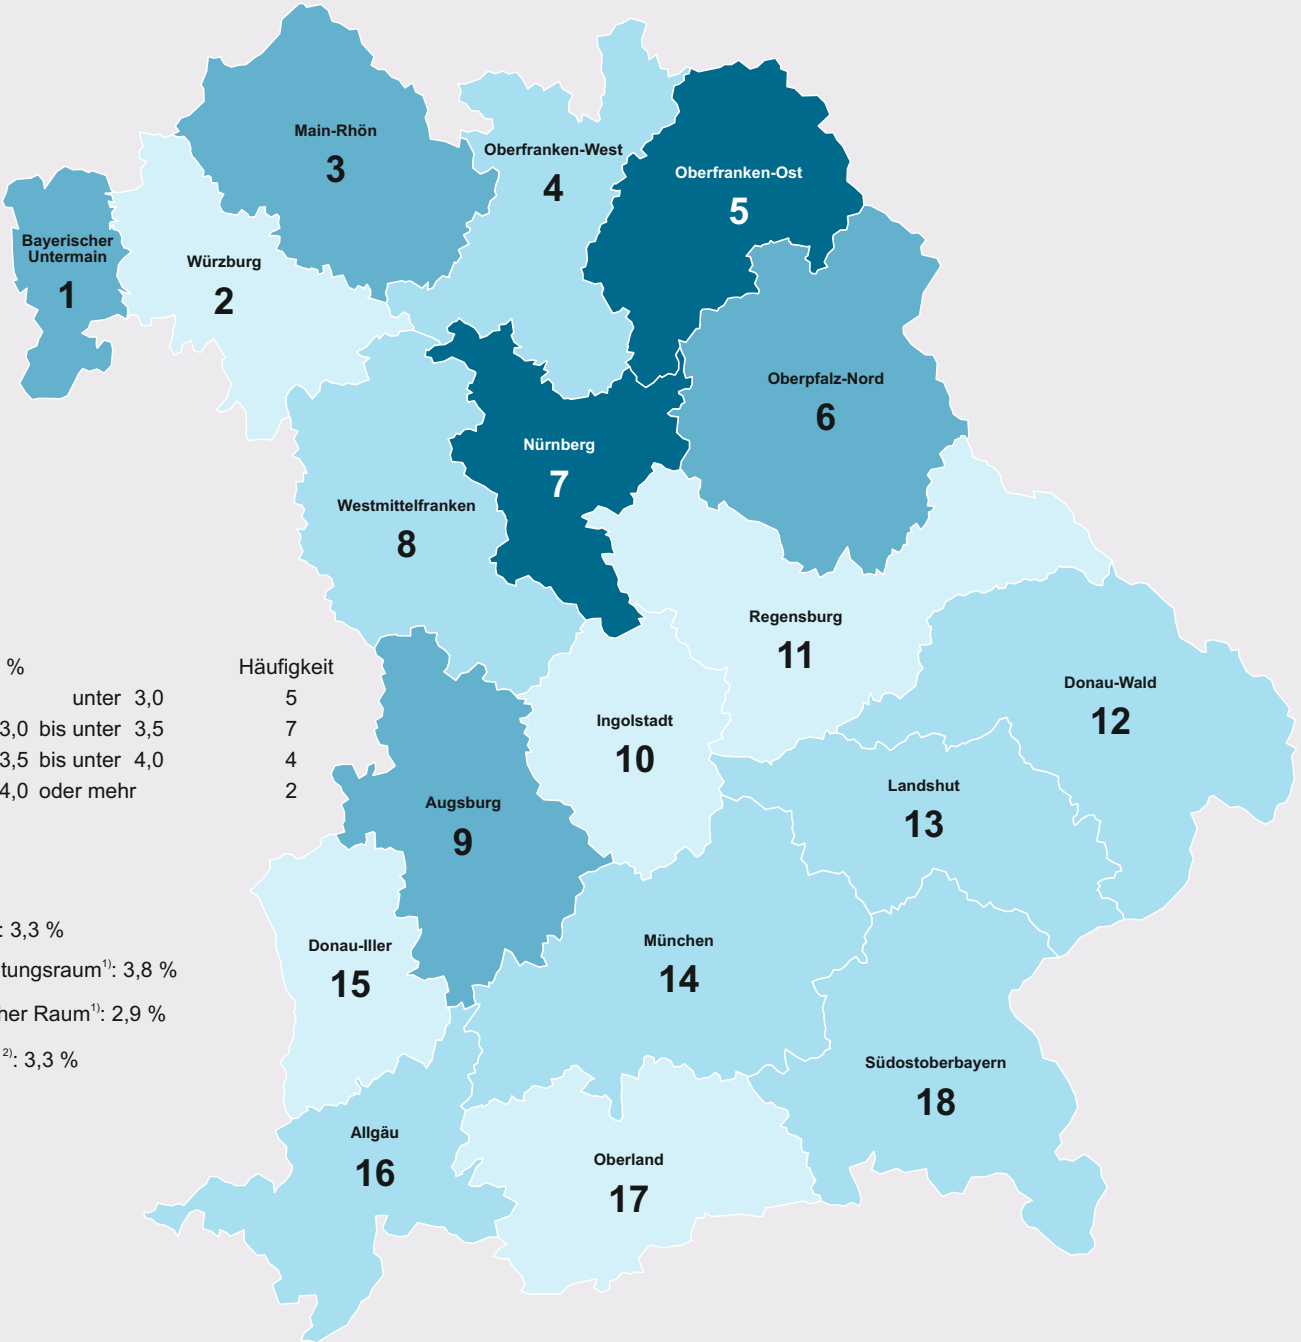 Main-Rhön
3
Oberfranken-West
4
Oberfranken-Ost
5
Bayerischer
Untermain
1
Würzburg
2
Oberpfalz-Nord
6
Nürnberg
7
Westmittelfranken
8
Regensburg
11
Donau-Wald
12
Ingolstadt
10
Landshut
13
Augsburg
9
München
14
Donau-Iller
15
Südostoberbayern
18
Allgäu
16
Oberland
17
% Häufigkeit
unter 3,0 5
3,0 bis unter 3,5 7
3,5 bis unter 4,0 4
4,0 oder mehr 2
: 3,3 %
tungsraum1): 3,8 %
her Raum1): 2,9 %
2): 3,3 %